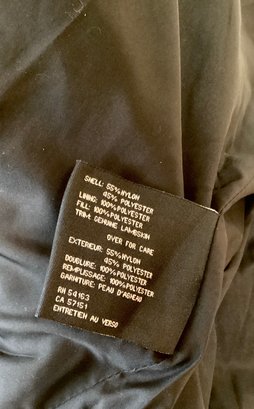 SHELL: 55% NYLON
45% POLYESTER
LINING: 100% POLYESTER
FILL: 100% POLYESTER
TRIM: GENUINE LAMBSKIN
OVER FOR CARE
EXTERIEUR: 55% NYLON
45% POLYESTER
DOUBLURE: 100% POLYESTER
REMPLISSAGE: 100% POLYESTER
GARNITURE: PEAU D'AGNEAU
RN 54163
CA 57151
ENTRETIEN AU VERSO